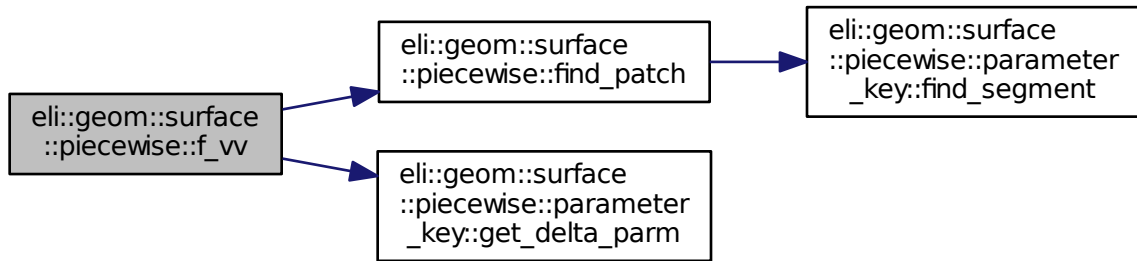 eli::geom::surface
::piecewise::f_vv
eli::geom::surface
::piecewise::find_patch
eli::geom::surface
::piecewise::parameter
_key::find_segment
eli::geom::surface
::piecewise::parameter
_key::get_delta_parm